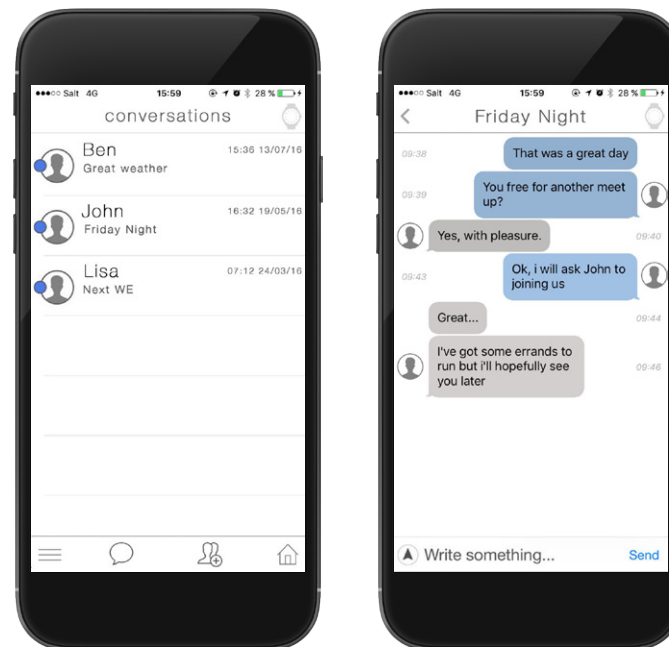 Salt 4G 15:59 28 %
conversations
Ben 15:36 13/07/16
Great weather
John 16:32 19/05/16
Friday Night
Lisa 07:12 24/03/16
Next WE
Salt 4G 15:59 28 %
Friday Night
09:38 That was a great day
09:39 You free for another meet
up?
Yes, with pleasure. 09:40
09:43 Ok, i will ask John to
joining us
Great... 09:44
I've got some errands to
run but i'll hopefully see
you later 09:46
Write something... Send